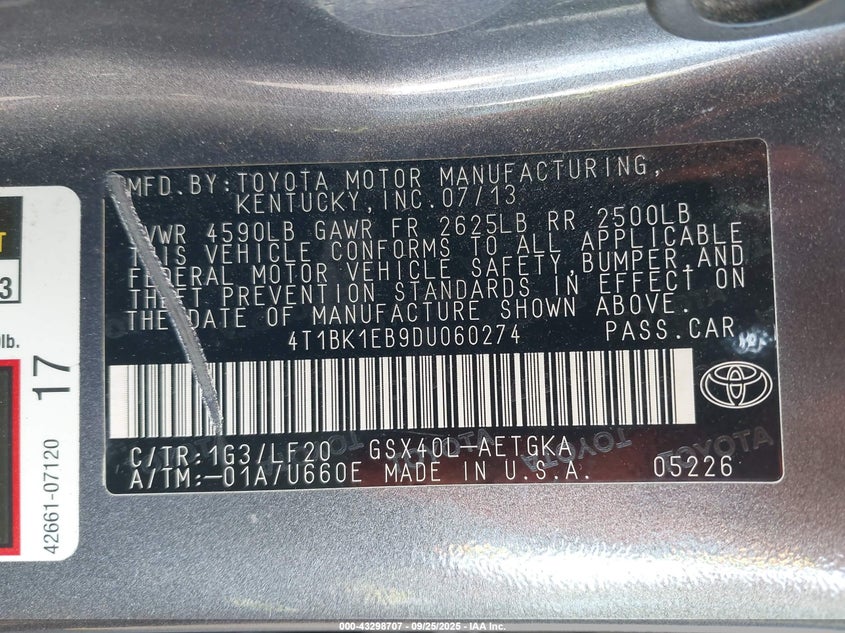 MFD.BY:TOYOTA MOTOR MANUFACTURING,
KENTUCKY,INC.07/13
GVWR 4590LB GAWR FR 2625LB RR 2500LB
THIS VEHICLE CONFORMS TO ALL APPLICABLE
FEDERAL MOTOR VEHICLE SAFETY,BUMPER,AND
THEFT PREVENTION STANDARDS IN EFFECT ON
THE DATE OF MANUFACTURE SHOWN ABOVE.
4T1BK1EB9DU060274 PASS.CAR
C/TR:1G3/LF20 GSX40L-AETGKA
A/TM:-01A/U660E MADE IN U.S.A. 05226
T
3
lb.
17
42661-07120
TOYOTA
000-43298707 - 09/25/2025 - IAA Inc.